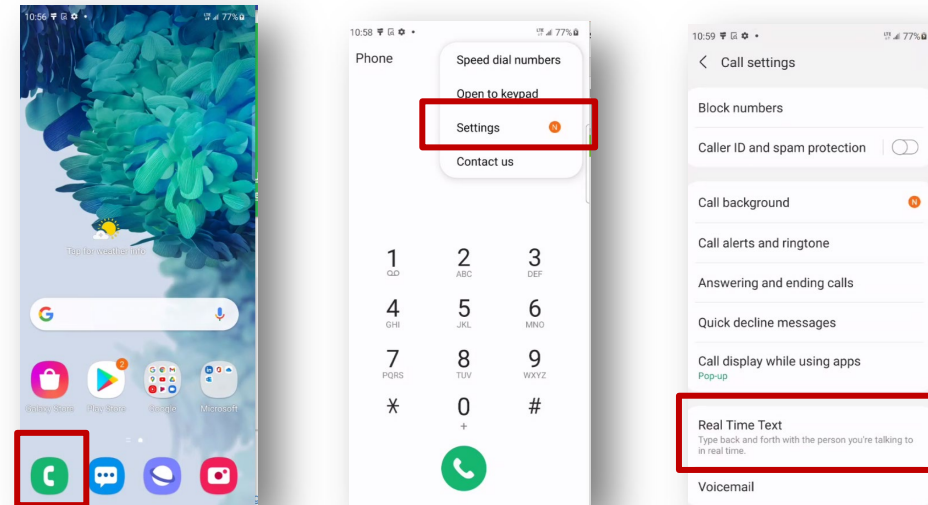 10:56
77%
Tap for weather info
2
Galaxy Store Play Store Google Microsoft
10:58
77%
Phone
Speed dial numbers
Open to keypad
Settings N
Contact us
1 2 3
ABC DEF
4 5 6
GHI JKL MNO
7 8 9
PQRS TUV WXYZ
* 0 #
+
10:59
77%
< Call settings
Block numbers
Caller ID and spam protection
Call background N
Call alerts and ringtone
Answering and ending calls
Quick decline messages
Call display while using apps
Pop-up
Real Time Text
Type back and forth with the person you're talking to
in real time.
Voicemail